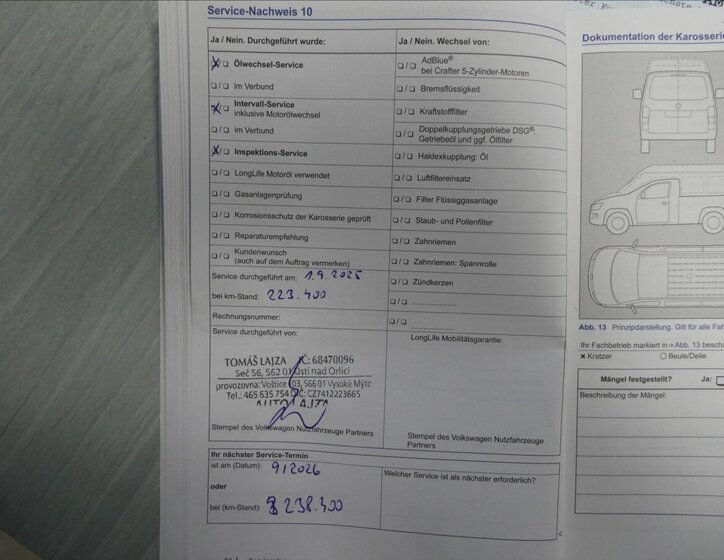 Service-Nachweis 10
Ja / Nein. Durchgeführt wurde:
Ölwechsel-Service
im Verbund
Intervall-Service
inklusive Motorölwechsel
im Verbund
Inspektions-Service
LongLife Motoröl verwendet
Gasanlagenprüfung
Korrosionsschutz der Karosserie geprüft
Reparaturempfehlung
Kundenwunsch
(auch auf dem Auftrag vermerken)
Service durchgeführt am: 1.9.2025
bei km-Stand: 223.400
Rechnungsnummer:
Service durchgeführt von:
TOMÁŠ LAJZA IČ: 68470096
Seč 56, 562 01 Ústí nad Orlicí
provozovna: Voštice 103, 566 01 Vysoké Mýto
Tel.: 465 635 754 DIČ: CZ7412223665
Stempel des Volkswagen Nutzfahrzeuge Partners
Ihr nächster Service-Termin
ist am (Datum): 9/2026
oder
bei (km-Stand): 238.400
Ja / Nein. Wechsel von:
AdBlue®
bei Crafter 5-Zylinder-Motoren
Bremsflüssigkeit
Kraftstofffilter
Doppelkupplungsgetriebe DSG®:
Getriebeöl und ggf. Ölfilter
Haldexkupplung: Öl
Luftfiltereinsatz
Filter Flüssiggasanlage
Staub- und Pollenfilter
Zahnriemen
Zahnriemen: Spannrolle
Zündkerzen
LongLife Mobilitätsgarantie:
Stempel des Volkswagen Nutzfahrzeuge
Partners
Welcher Service ist als nächster erforderlich?
Dokumentation der Karosserie
Abb. 13 Prinzipdarstellung. Gilt für alle
Ihr Fachbetrieb markiert in ⇒ Abb. 13
× Kratzer ○ Beule/Delle
Mängel festgestellt? Ja:
Beschreibung der Mängel: